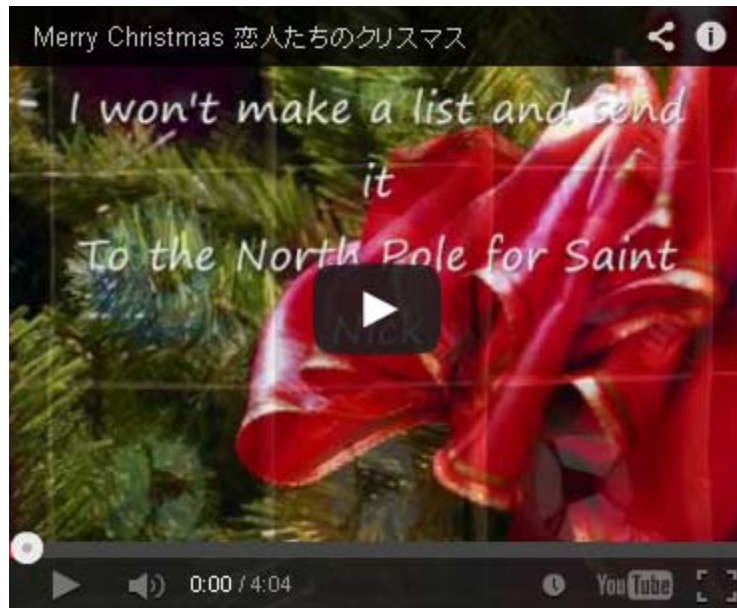 Merry Christmas 恋人たちのクリスマス
I won't make a list and send
it
To the North Pole for Saint
Nick
0:00 / 4:04
YouTube